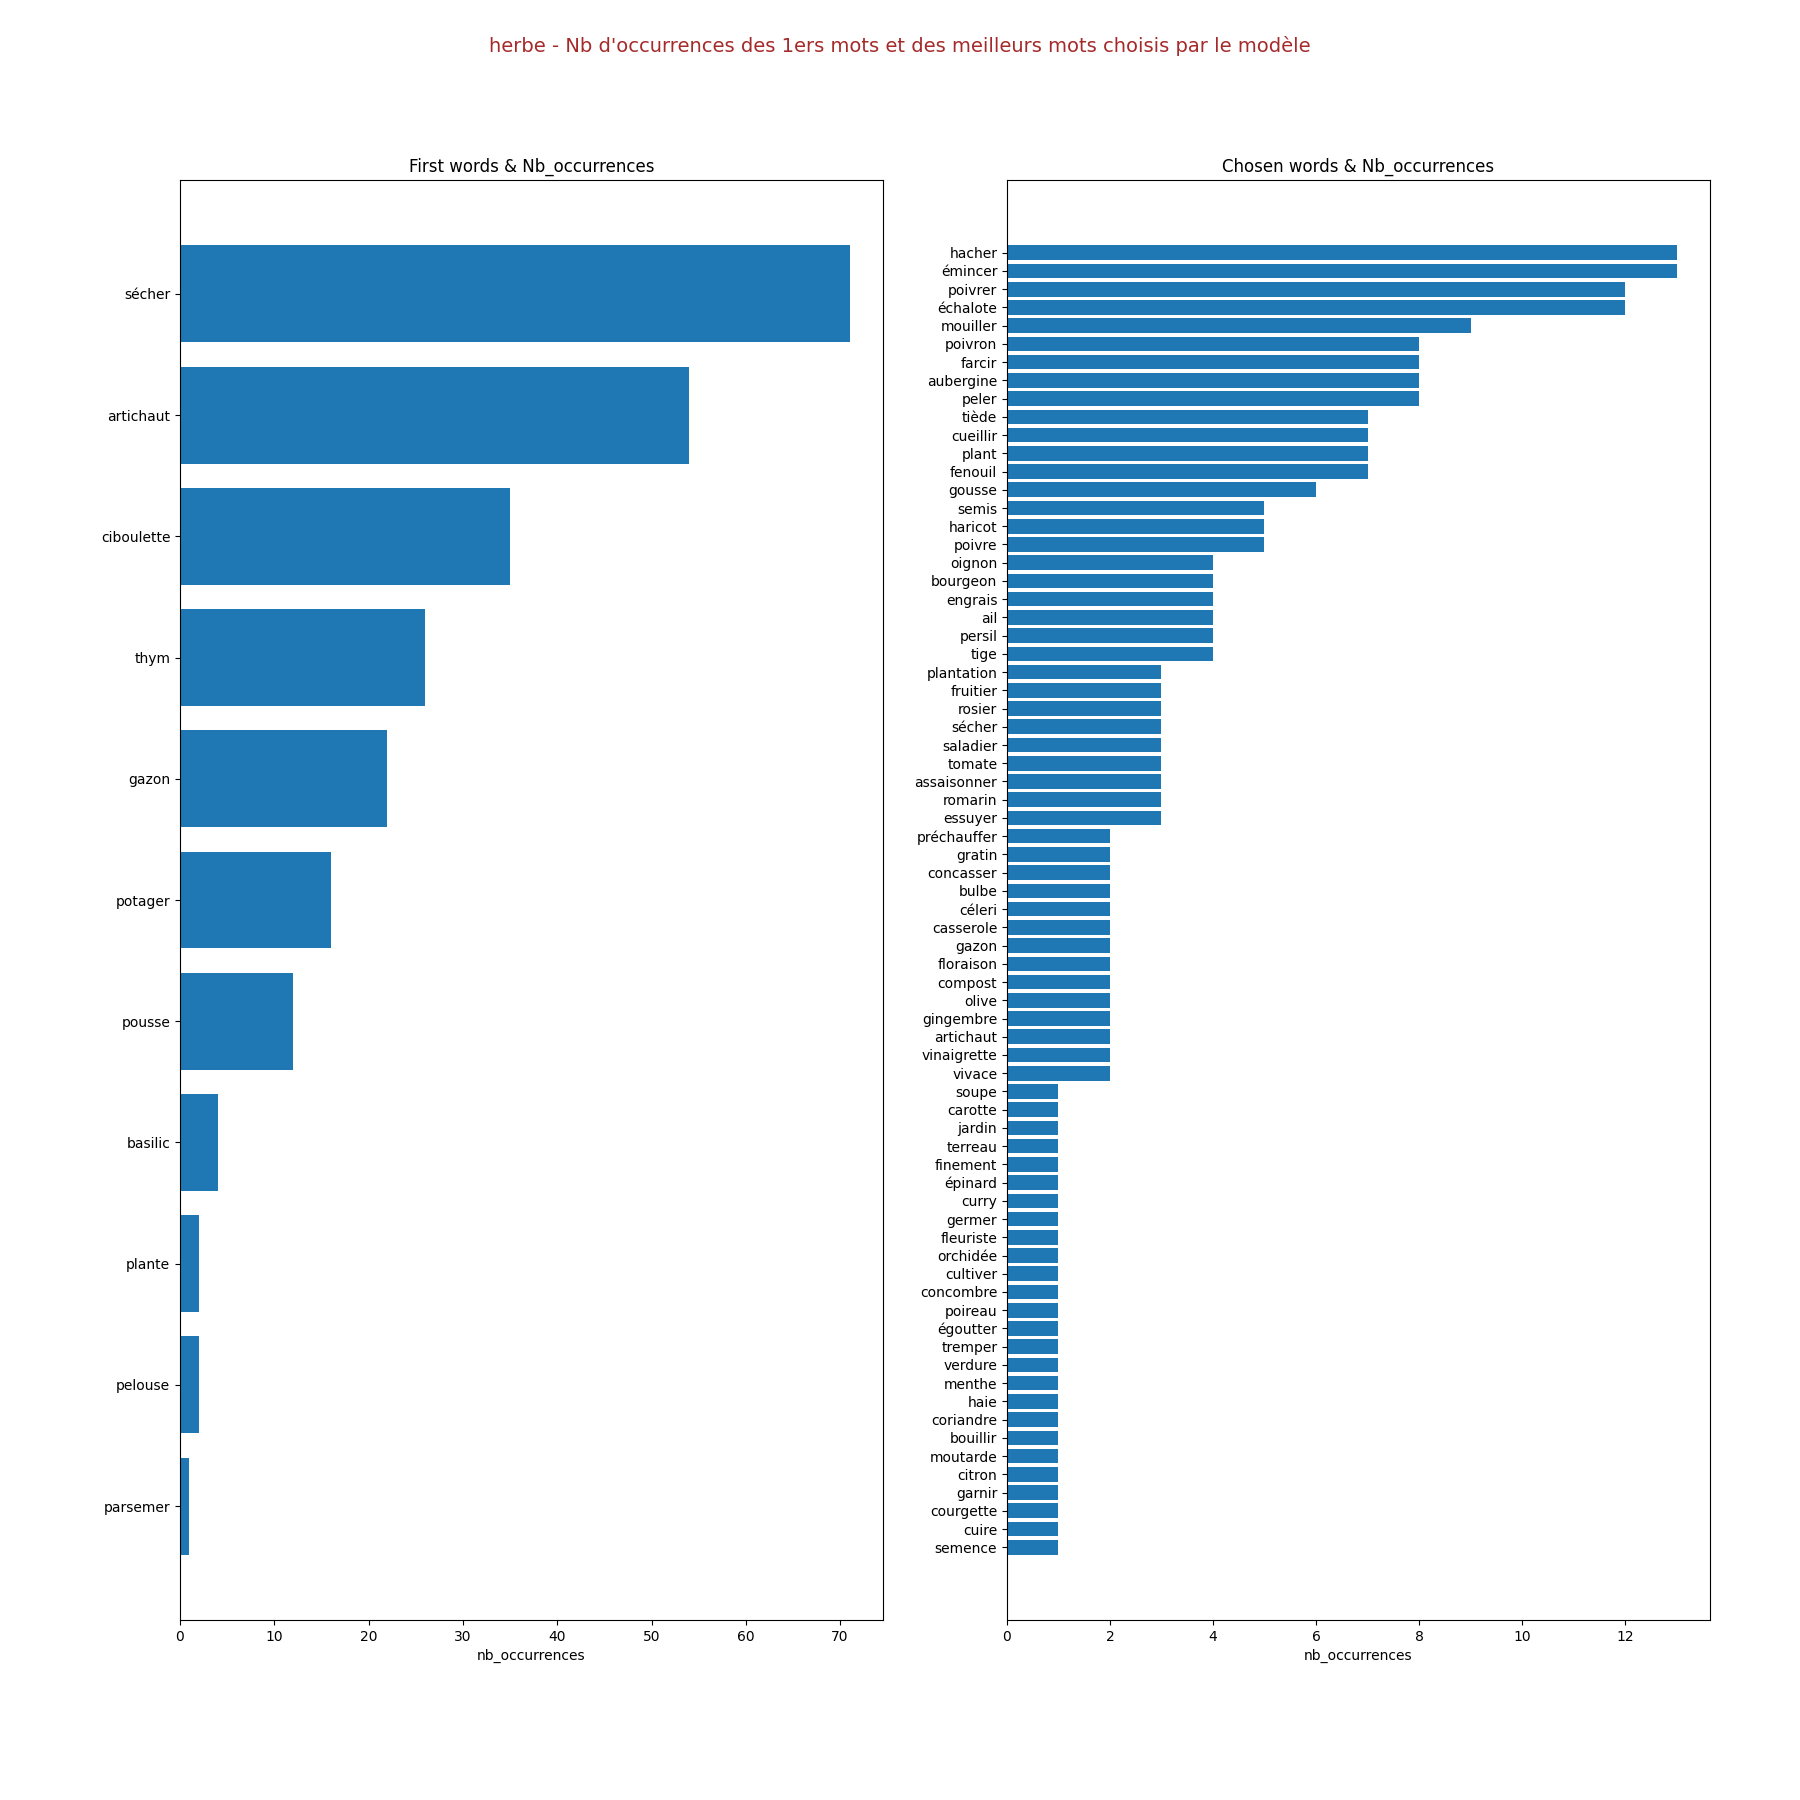 herbe - Nb d'occurrences des 1ers mots et des meilleurs mots choisis par le modèle
First words & Nb_occurrences
sécher
artichaut
ciboulette
thym
gazon
potager
pousse
basilic
plante
pelouse
parsemer
0 10 20 30 40 50 60 70
nb_occurrences
Chosen words & Nb_occurrences
hacher
émincer
poivrer
échalote
mouiller
poivron
farcir
aubergine
peler
tiède
cueillir
plant
fenouil
gousse
semis
haricot
poivre
oignon
bourgeon
engrais
ail
persil
tige
plantation
fruitier
rosier
sécher
saladier
tomate
assaisonner
romarin
essuyer
préchauffer
gratin
concasser
bulbe
céleri
casserole
gazon
floraison
compost
olive
gingembre
artichaut
vinaigrette
vivace
soupe
carotte
jardin
terreau
finement
épinard
curry
germer
fleuriste
orchidée
cultiver
concombre
poireau
égoutter
tremper
verdure
menthe
haie
coriandre
bouillir
moutarde
citron
garnir
courgette
cuire
semence
0 2 4 6 8 10 12
nb_occurrences